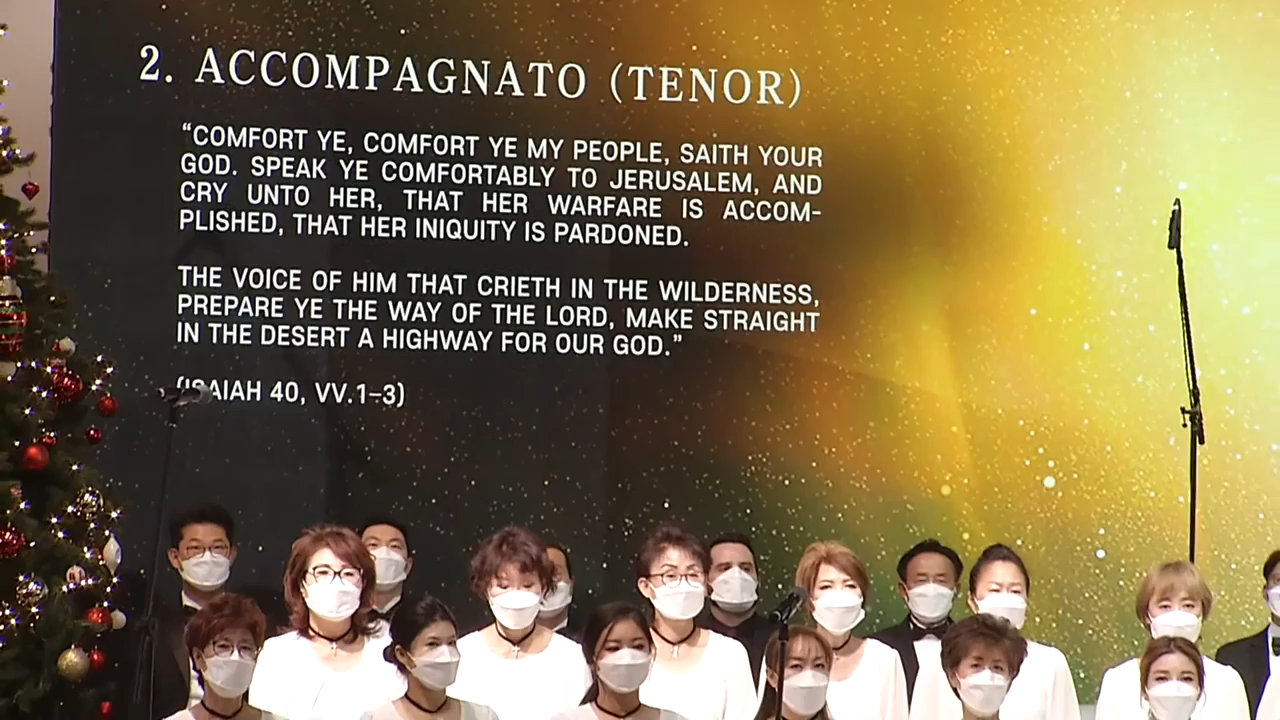 2. ACCOMPAGNATO (TENOR)
“COMFORT YE, COMFORT YE MY PEOPLE, SAITH YOUR
GOD. SPEAK YE COMFORTABLY TO JERUSALEM, AND
CRY UNTO HER, THAT HER WARFARE IS ACCOM-
PLISHED, THAT HER INIQUITY IS PARDONED.
THE VOICE OF HIM THAT CRIETH IN THE WILDERNESS,
PREPARE YE THE WAY OF THE LORD, MAKE STRAIGHT
IN THE DESERT A HIGHWAY FOR OUR GOD.”
(ISAIAH 40, VV.1–3)